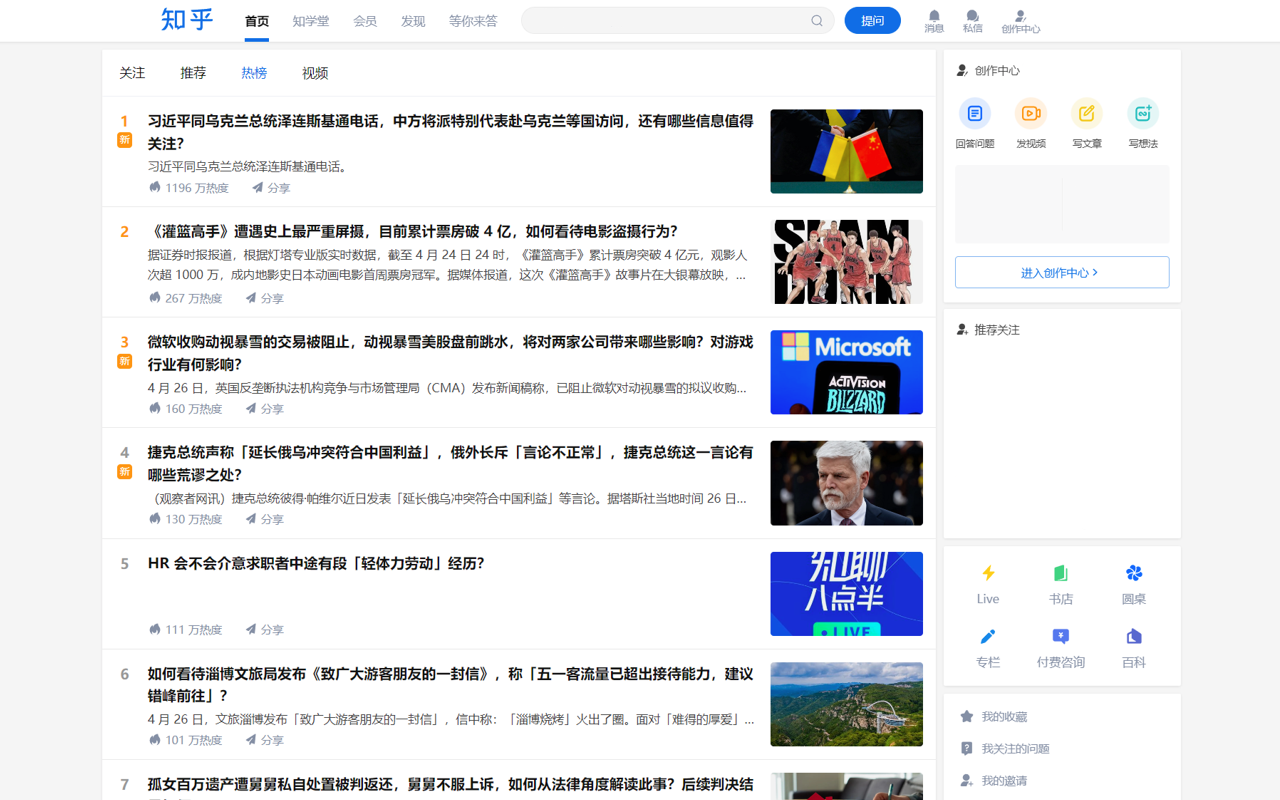 知乎
首页
知学堂
会员
发现
等你来答
提问
消息
私信
创作中心
关注
推荐
热榜
视频
1
新
习近平同乌克兰总统泽连斯基通电话，中方将派特别代表赴乌克兰等国访问，还有哪些信息值得
关注？
习近平同乌克兰总统泽连斯基通电话。
1196 万热度
分享
2
《灌篮高手》遭遇史上最严重屏摄，目前累计票房破 4 亿，如何看待电影盗摄行为？
据证券时报报道，根据灯塔专业版实时数据，截至 4 月 24 日 24 时，《灌篮高手》累计票房突破 4 亿元，观影人
次超 1000 万，成内地影史日本动画电影首周票房冠军。据媒体报道，这次《灌篮高手》故事片在大银幕放映，...
267 万热度
分享
SLAM
DUNK
3
新
微软收购动视暴雪的交易被阻止，动视暴雪美股盘前跳水，将对两家公司带来哪些影响？对游戏
行业有何影响？
4 月 26 日，英国反垄断执法机构竞争与市场管理局（CMA）发布新闻稿称，已阻止微软对动视暴雪的拟议收购...
160 万热度
分享
Microsoft
ACTIVISION
BLIZZARD
4
新
捷克总统声称「延长俄乌冲突符合中国利益」，俄外长斥「言论不正常」，捷克总统这一言论有
哪些荒谬之处？
（观察者网讯）捷克总统彼得·帕维尔近日发表「延长俄乌冲突符合中国利益」等言论。据塔斯社当地时间 26 日...
130 万热度
分享
5
HR 会不会介意求职者中途有段「轻体力劳动」经历？
111 万热度
分享
知聊
八点半
LIVE
6
如何看待淄博文旅局发布《致广大游客朋友的一封信》，称「五一客流量已超出接待能力，建议
错峰前往」？
4 月 26 日，文旅淄博发布「致广大游客朋友的一封信」，信中称：「淄博烧烤」火出了圈。面对「难得的厚爱」...
101 万热度
分享
7
孤女百万遗产遭舅舅私自处置被判返还，舅舅不服上诉，如何从法律角度解读此事？后续判决结
创作中心
回答问题
发视频
写文章
写想法
进入创作中心
推荐关注
Live
书店
圆桌
专栏
付费咨询
百科
我的收藏
我关注的问题
我的邀请